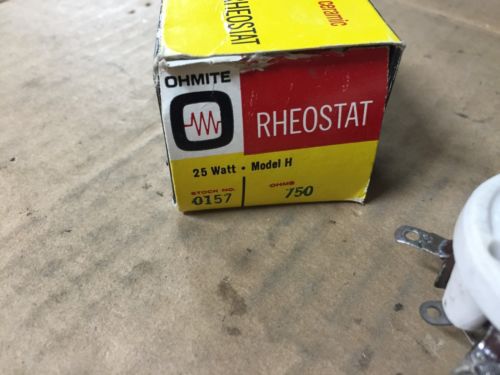 ceramic
RHEOSTAT
OHMITE
RHEOSTAT
25 Watt • Model H
STOCK NO. OHMS
0157 750